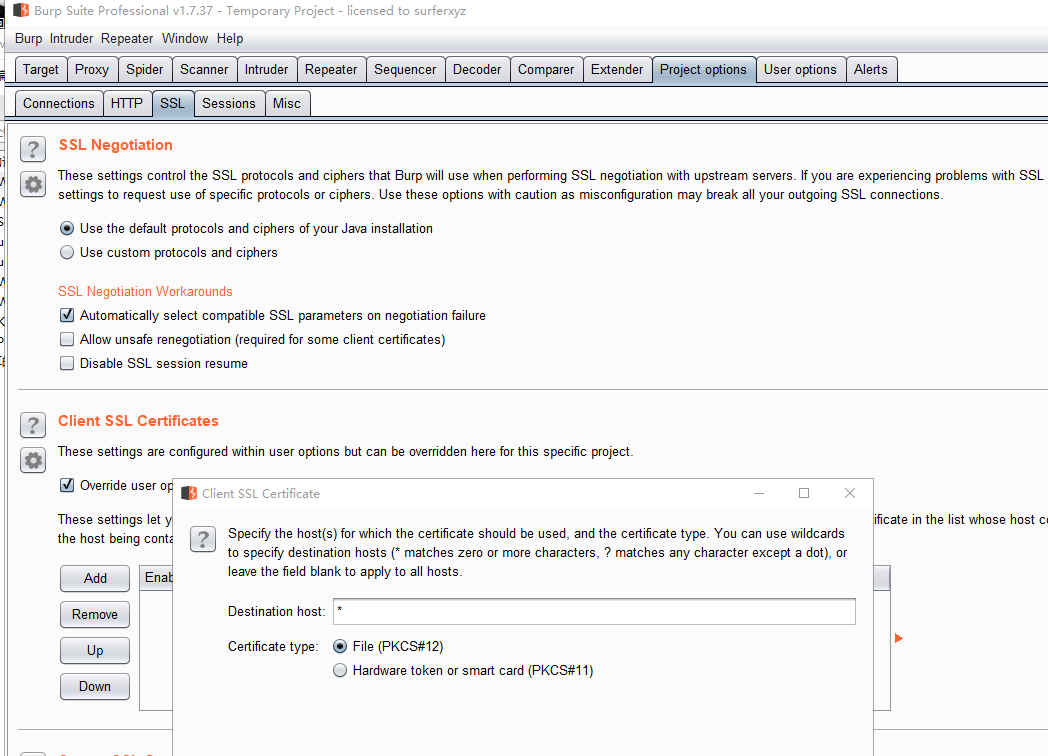 Burp Suite Professional v1.7.37 - Temporary Project - licensed to surferxyz
Burp Intruder Repeater Window Help
Target Proxy Spider Scanner Intruder Repeater Sequencer Decoder Comparer Extender Project options User options Alerts
Connections HTTP SSL Sessions Misc
? SSL Negotiation
These settings control the SSL protocols and ciphers that Burp will use when performing SSL negotiation with upstream servers. If you are experiencing problems with SSL
settings to request use of specific protocols or ciphers. Use these options with caution as misconfiguration may break all your outgoing SSL connections.
Use the default protocols and ciphers of your Java installation
Use custom protocols and ciphers
SSL Negotiation Workarounds
Automatically select compatible SSL parameters on negotiation failure
Allow unsafe renegotiation (required for some client certificates)
Disable SSL session resume
? Client SSL Certificates
These settings are configured within user options but can be overridden here for this specific project.
Override user op
These settings let y
the host being conta
ificate in the list whose host co
Add
Remove
Up
Down
Enab
Client SSL Certificate
? Specify the host(s) for which the certificate should be used, and the certificate type. You can use wildcards
to specify destination hosts (* matches zero or more characters, ? matches any character except a dot), or
leave the field blank to apply to all hosts.
Destination host: *
Certificate type: File (PKCS#12)
Hardware token or smart card (PKCS#11)